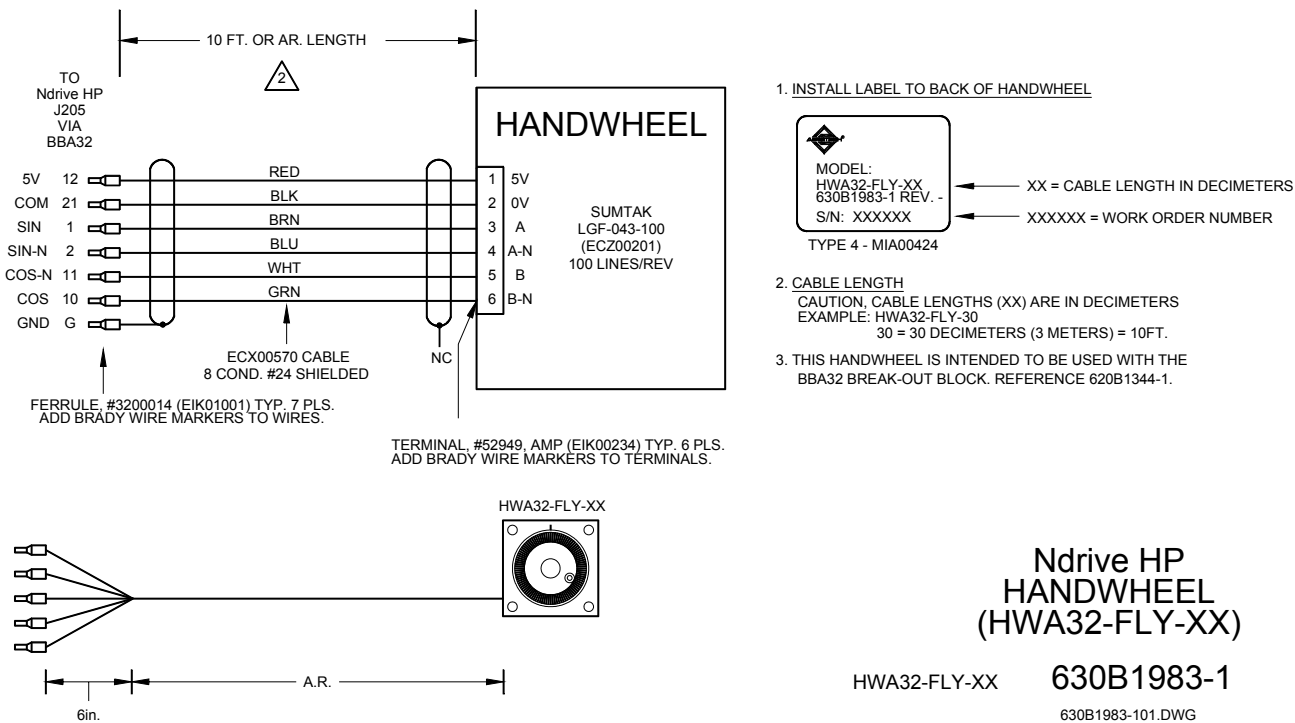 10 FT. OR AR. LENGTH
2
TO
Ndrive HP
J205
VIA
BBA32
5V 12
COM 21
SIN 1
SIN-N 2
COS-N 11
COS 10
GND G
RED
BLK
BRN
BLU
WHT
GRN
ECX00570 CABLE
8 COND. #24 SHIELDED
NC
FERRULE, #3200014 (EIK01001) TYP. 7 PLS.
ADD BRADY WIRE MARKERS TO WIRES.
HANDWHEEL
1 5V
2 0V
3 A
4 A-N
5 B
6 B-N
SUMTAK
LGF-043-100
(ECZ00201)
100 LINES/REV
TERMINAL, #52949, AMP (EIK00234) TYP. 6 PLS.
ADD BRADY WIRE MARKERS TO TERMINALS.
1. INSTALL LABEL TO BACK OF HANDWHEEL
MODEL:
HWA32-FLY-XX
630B1983-1 REV. -
S/N: XXXXXX
XX = CABLE LENGTH IN DECIMETERS
XXXXXX = WORK ORDER NUMBER
TYPE 4 - MIA00424
2. CABLE LENGTH
CAUTION, CABLE LENGTHS (XX) ARE IN DECIMETERS
EXAMPLE: HWA32-FLY-30
30 = 30 DECIMETERS (3 METERS) = 10FT.
3. THIS HANDWHEEL IS INTENDED TO BE USED WITH THE
BBA32 BREAK-OUT BLOCK. REFERENCE 620B1344-1.
HWA32-FLY-XX
A.R.
6in.
Ndrive HP
HANDWHEEL
(HWA32-FLY-XX)
HWA32-FLY-XX 630B1983-1
630B1983-101.DWG